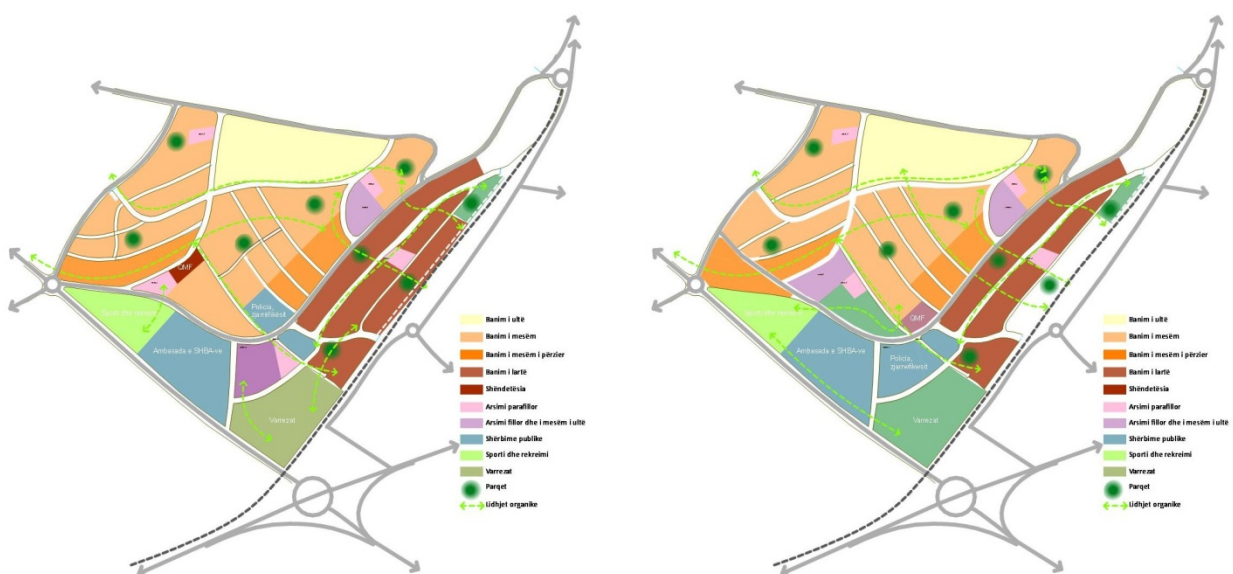 QMF
Policia,
zjarrfikësit
Sporti dhe rekreimi
Ambasada e SHBA-ve
Varrezat
Banim i ultë
Banim i mesëm
Banim i mesëm i përzier
Banim i lartë
Shëndetësia
Arsimi parafillor
Arsimi fillor dhe i mesëm i ultë
Shërbime publike
Sporti dhe rekreimi
Varrezat
Parqet
Lidhjet organike
QMF
Sporti dhe rekreimi
Ambasada e SHBA-ve
Policia,
zjarrfikësit
Varrezat
Banim i ultë
Banim i mesëm
Banim i mesëm i përzier
Banim i lartë
Shëndetësia
Arsimi parafillor
Arsimi fillor dhe i mesëm i ultë
Shërbime publike
Sporti dhe rekreimi
Varrezat
Parqet
Lidhjet organike